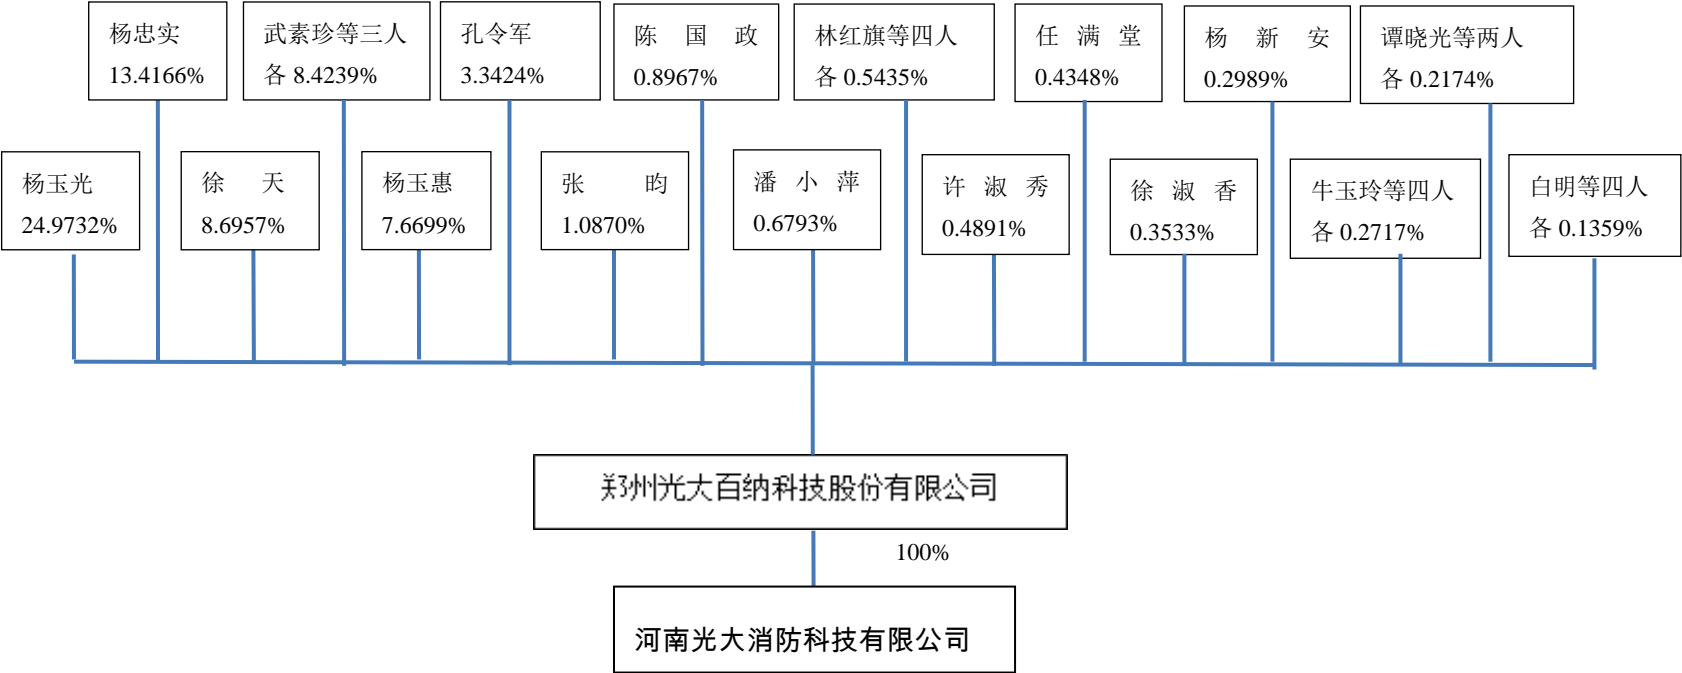 杨忠实
13.4166%
武素珍等三人
各 8.4239%
孔令军
3.3424%
陈国政
0.8967%
林红旗等四人
各 0.5435%
任满堂
0.4348%
杨新安
0.2989%
谭晓光等两人
各 0.2174%
杨玉光
24.9732%
徐天
8.6957%
杨玉惠
7.6699%
张昀
1.0870%
潘小萍
0.6793%
许淑秀
0.4891%
徐淑香
0.3533%
牛玉玲等四人
各 0.2717%
白明等四人
各 0.1359%
郑州光大百纳科技股份有限公司
100%
河南光大消防科技有限公司